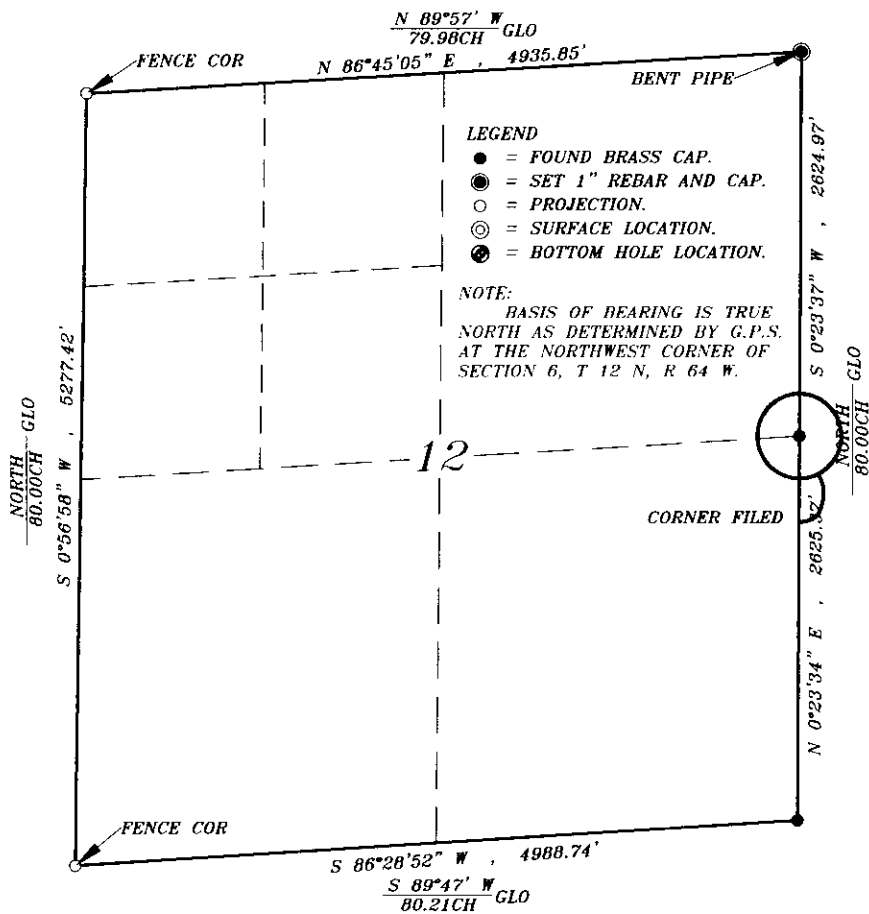 N 89°57' W
79.98CH
GLO
FENCE COR
N 86°45'05" E , 4935.85'
BENT PIPE
LEGEND
= FOUND BRASS CAP.
= SET 1" REBAR AND CAP.
= PROJECTION.
= SURFACE LOCATION.
= BOTTOM HOLE LOCATION.
NOTE:
BASIS OF BEARING IS TRUE
NORTH AS DETERMINED BY G.P.S.
AT THE NORTHWEST CORNER OF
SECTION 6, T 12 N, R 64 W.
S 0°23'37" W , 2624.97'
NORTH
80.00CH
GLO
S 0°56'58" W , 5277.42'
12
NORTH
80.00CH
GLO
CORNER FILED
N 0°23'34" E ,
FENCE COR
S 86°28'52" W , 4988.74'
S 89°47' W
80.21CH
GLO